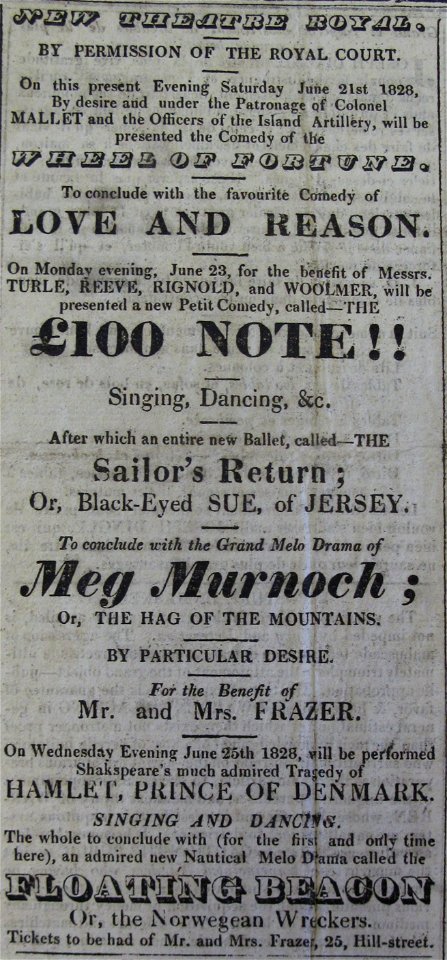 NEW THEATRE ROYAL.
BY PERMISSION OF THE ROYAL COURT.
On this present Evening Saturday June 21st 1828,
By desire and under the Patronage of Colonel
MALLET and the Officers of the Island Artillery, will be
presented the Comedy of the
WHEEL OF FORTUNE.
To conclude with the favourite Comedy of
LOVE AND REASON.
On Monday evening, June 23, for the benefit of Messrs.
TURLE, REEVE, RIGNOLD, and WOOLMER, will be
presented a new Petit Comedy, called—THE
£100 NOTE!!
Singing, Dancing, &c.
After which an entire new Ballet, called—THE
Sailor's Return;
Or, Black-Eyed SUE, of JERSEY.
To conclude with the Grand Melo Drama of
Meg Murnoch;
Or, THE HAG OF THE MOUNTAINS.
BY PARTICULAR DESIRE.
For the Benefit of
Mr. and Mrs. FRAZER.
On Wednesday Evening June 25th 1828, will be performed
Shakspeare's much admired Tragedy of
HAMLET, PRINCE OF DENMARK.
SINGING AND DANCING.
The whole to conclude with (for the first and only time
here), an admired new Nautical Melo Drama called the
FLOATING BEACON
Or, the Norwegean Wreckers.
Tickets to be had of Mr. and Mrs. Frazer, 25, Hill-street.